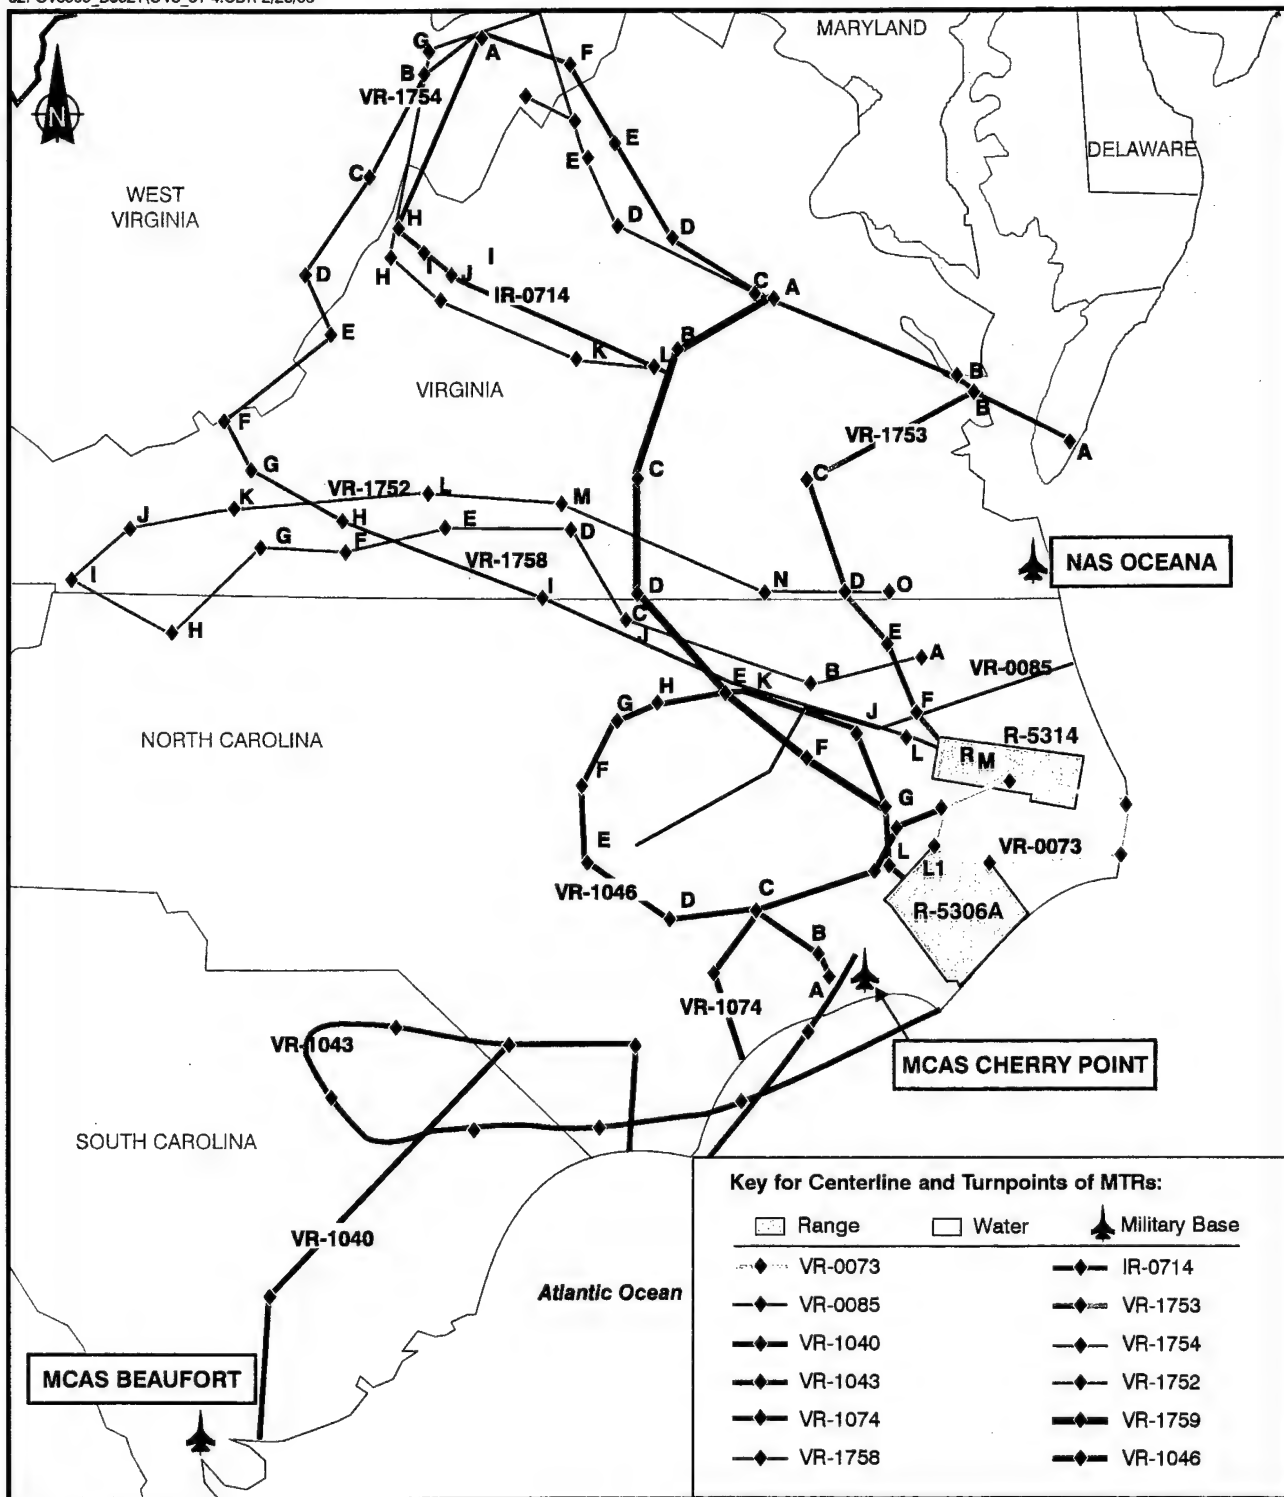 MARYLAND
G
A
F
B
VR-1754
E
DELAWARE
E
C
WEST
VIRGINIA
H
D
D
I
I
H
J
D
IR-0714
C
A
E
B
K
L
B
VIRGINIA
B
F
VR-1753
A
G
C
C
VR-1752
L
K
M
J
H
E
D
G
F
VR-1758
NAS OCEANA
I
I
N
D
O
D
C
H
J
E
A
B
VR-0085
E
K
H
F
G
J
NORTH CAROLINA
R-5314
L
R
M
F
F
G
E
L
VR-0073
L1
VR-1046
C
D
R-5306A
B
A
VR-1074
VR-1043
MCAS CHERRY POINT
SOUTH CAROLINA
Key for Centerline and Turnpoints of MTRs:
Range
Water
Military Base
VR-1040
VR-0073
IR-0714
Atlantic Ocean
VR-0085
VR-1753
VR-1040
VR-1754
MCAS BEAUFORT
VR-1043
VR-1752
VR-1074
VR-1759
VR-1758
VR-1046
N